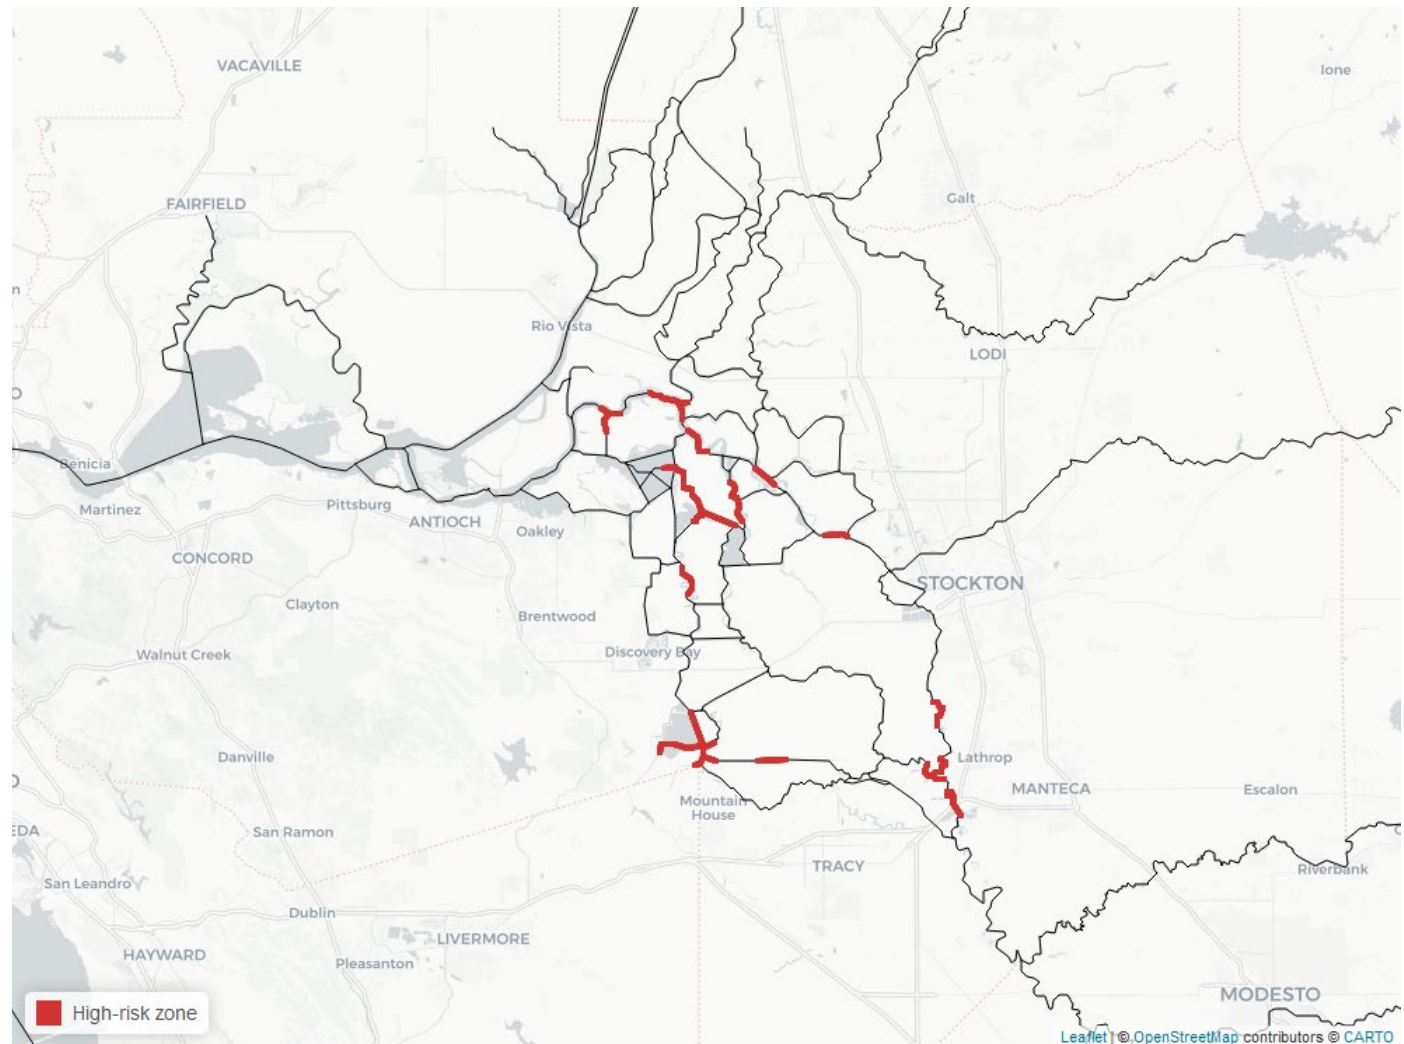 VACAVILLE
Ione
FAIRFIELD
Galt
Rio Vista
LODI
Benicia
Martinez
Pittsburg
ANTIOCH
Oakley
CONCORD
STOCKTON
Clayton
Brentwood
Walnut Creek
Discovery Bay
Danville
Lathrop
MANTECA
Escalon
Mountain
House
San Ramon
TRACY
Riverbank
San Leandro
Dublin
LIVERMORE
HAYWARD
Pleasanton
MODESTO
High-risk zone
Leaflet | © OpenStreetMap contributors © CARTO